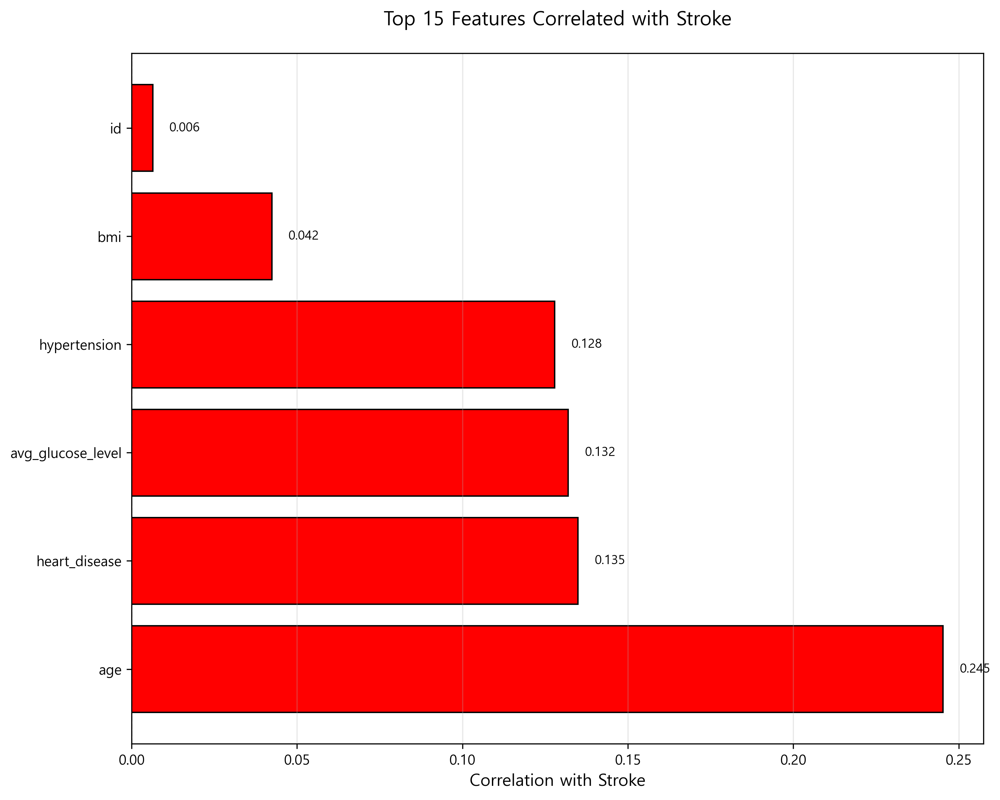 Top 15 Features Correlated with Stroke
id
0.006
bmi
0.042
hypertension
0.128
avg_glucose_level
0.132
heart_disease
0.135
age
0.245
0.00 0.05 0.10 0.15 0.20 0.25
Correlation with Stroke